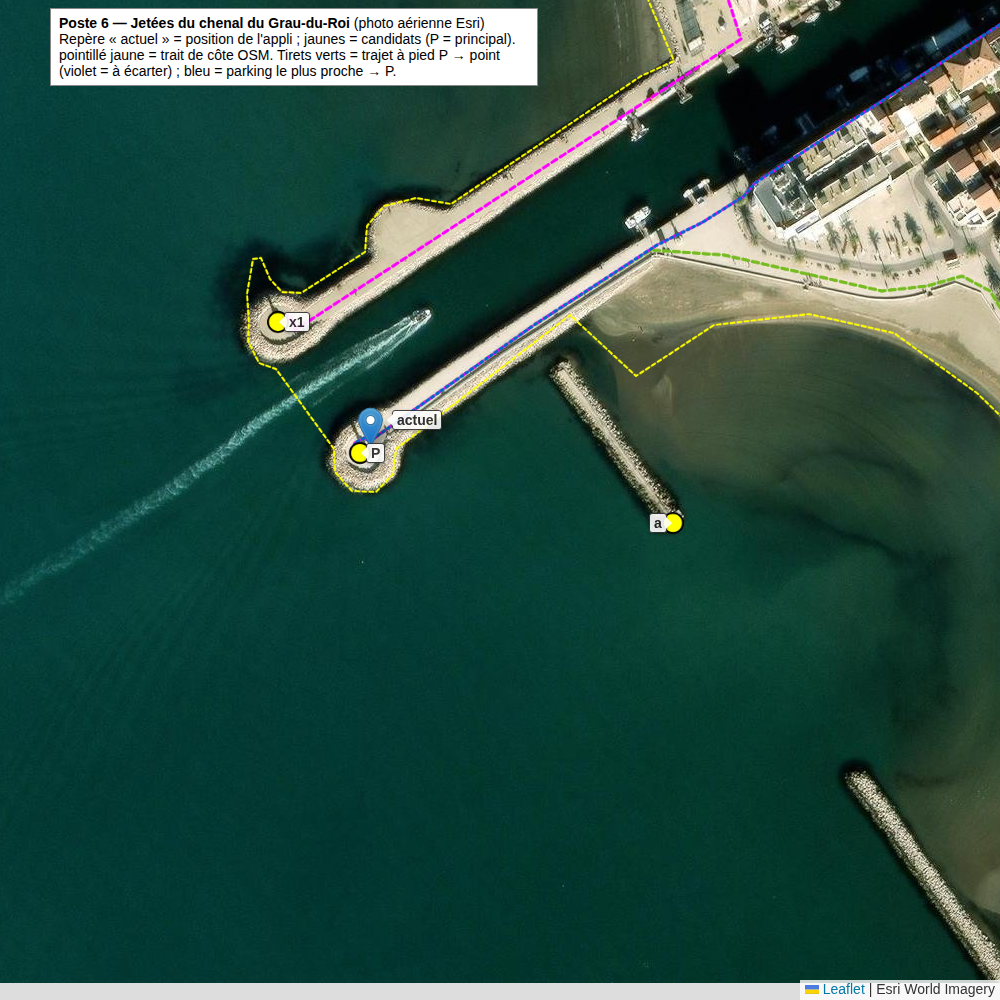 Poste 6 — Jetées du chenal du Grau-du-Roi (photo aérienne Esri)
Repère « actuel » = position de l'appli ; jaunes = candidats (P = principal).
pointillé jaune = trait de côte OSM. Tirets verts = trajet à pied P → point
(violet = à écarter) ; bleu = parking le plus proche → P.
x1
actuel
P
a
Leaflet | Esri World Imagery